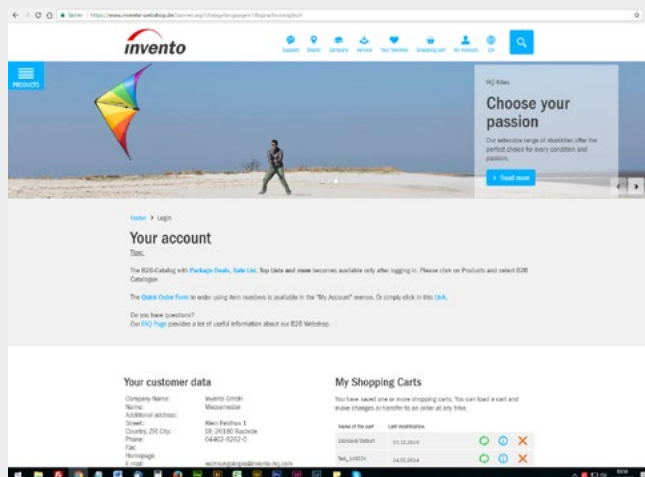 invento
Support
Dealer
Company
Service
Shopping cart
My Account
EN
PRODUCTS
HQ Kites
Choose your
passion
Our extensive range of stuntkites offer the
perfect choice for every condition and
passion.
Read more
Home > Login
Your account
The B2B-Catalog with Package Deals, Sale List, Top Lists and more becomes available only after logging in. Please click on Products and select B2B
Catalogue
The Quick Order Form to order using item numbers is available in the "My Account" menus. Or simply click in this Link.
Do you have questions?
Our FAQ Page provides a lot of useful information about our B2B Webshop.
Your customer data
Company Name: Invento GmbH
Name:
Additional address:
Street: Klein Feldhus 1
Country, ZIP, City: DE-26180 Rastede
Phone: 04402-9262-0
Fax:
Homepage
E-mail:
My Shopping Carts
You have saved one or more shopping carts. You can load a cart and
make changes or transfer to an order at any time.
Name of the cart Last modification
Standard Default